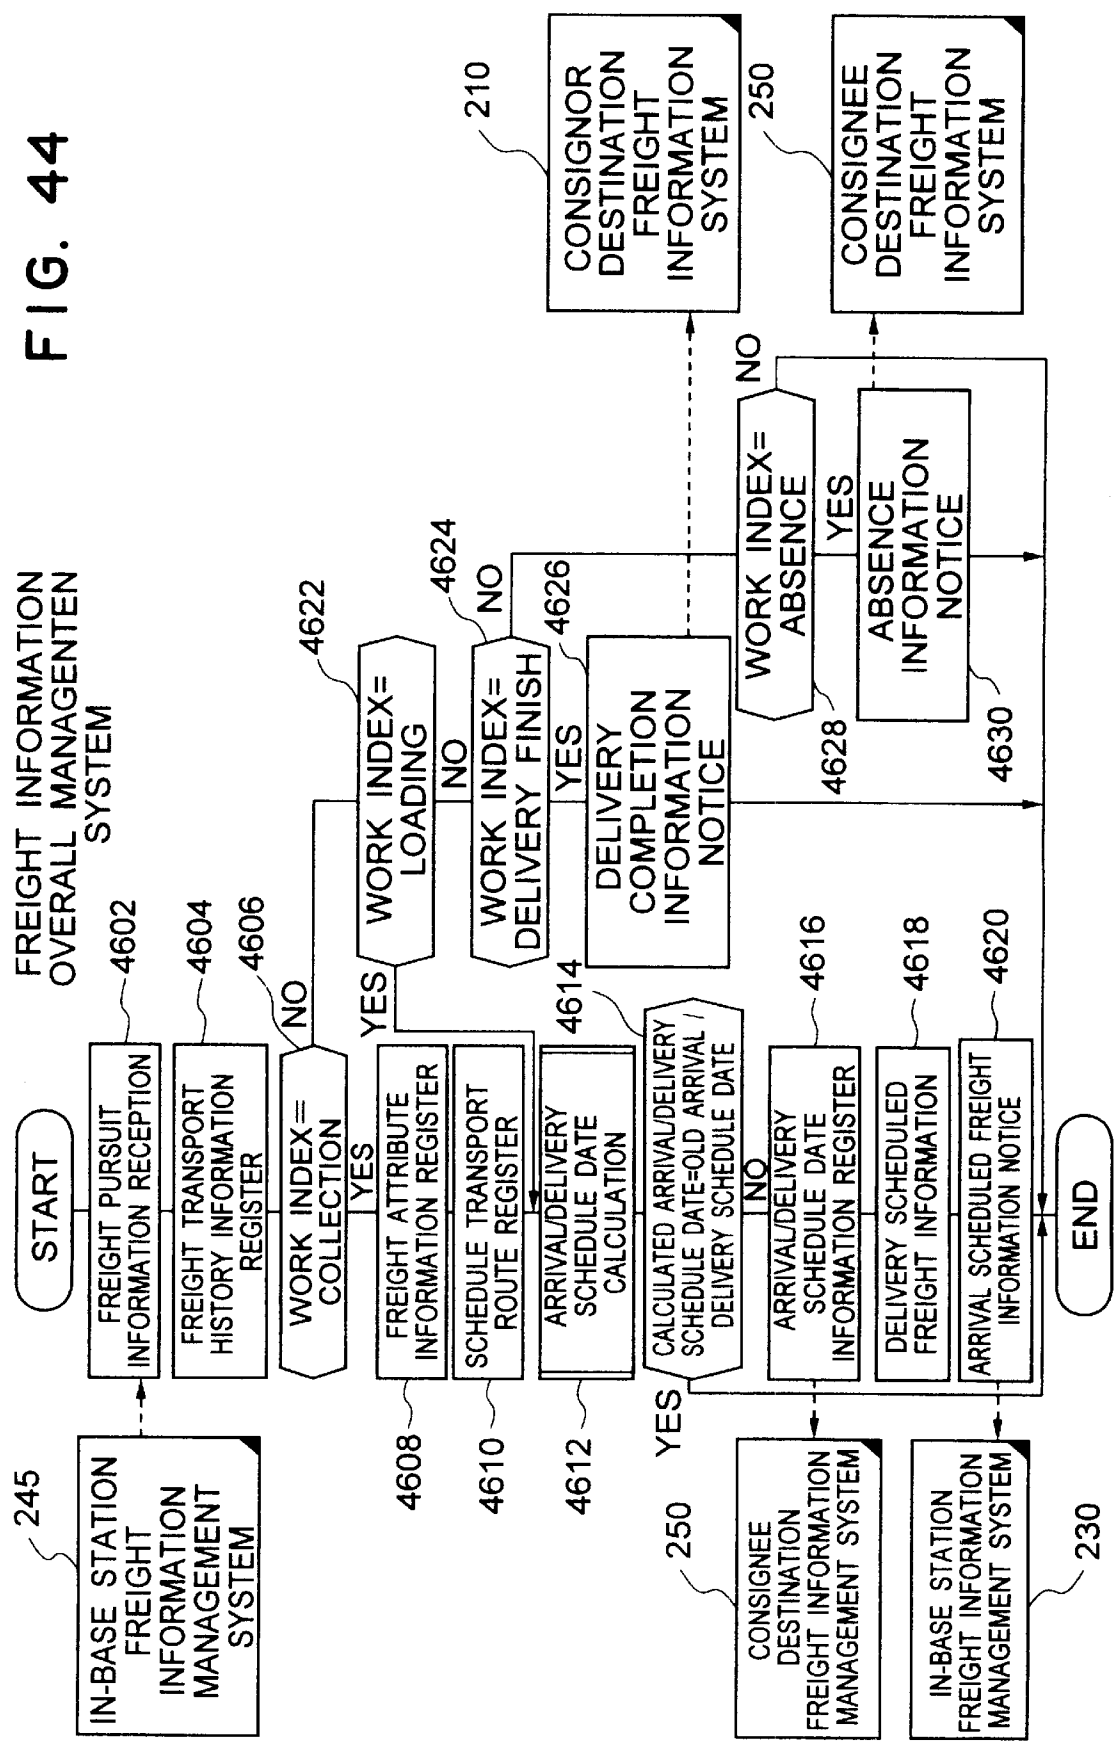 FIG. 44
FREIGHT INFORMATION
OVERALL MANAGENTEN
SYSTEM
START
4602
FREIGHT PURSUIT
INFORMATION RECEPTION
245
IN-BASE STATION
FREIGHT
INFORMATION
MANAGEMENT
SYSTEM
4604
FREIGHT TRANSPORT
HISTORY INFORMATION
REGISTER
4606
WORK INDEX=
COLLECTION
NO
YES
4608
FREIGHT ATTRIBUTE
INFORMATION REGISTER
4610
SCHEDULE TRANSPORT
ROUTE REGISTER
4612
ARRIVAL/DELIVERY
SCHEDULE DATE
CALCULATION
4614
CALCULATED ARRIVAL/DELIVERY
SCHEDULE DATE=OLD ARRIVAL /
DELIVERY SCHEDULE DATE
YES
NO
4616
ARRIVAL/DELIVERY
SCHEDULE DATE
INFORMATION REGISTER
250
CONSIGNEE
DESTINATION
FREIGHT INFORMATION
MANAGEMENT SYSTEM
4618
DELIVERY SCHEDULED
FREIGHT INFORMATION
4620
ARRIVAL SCHEDULED FREIGHT
INFORMATION NOTICE
IN-BASE STATION
FREIGHT INFORMATION
MANAGEMENT SYSTEM
230
END
4622
WORK INDEX=
LOADING
YES
NO
4624
WORK INDEX=
DELIVERY FINISH
NO
YES
4626
DELIVERY
COMPLETION
INFORMATION
NOTICE
210
CONSIGNOR
DESTINATION
FREIGHT
INFORMATION
SYSTEM
WORK INDEX=
ABSENCE
4628
NO
YES
ABSENCE
INFORMATION
NOTICE
4630
250
CONSIGNEE
DESTINATION
FREIGHT
INFORMATION
SYSTEM